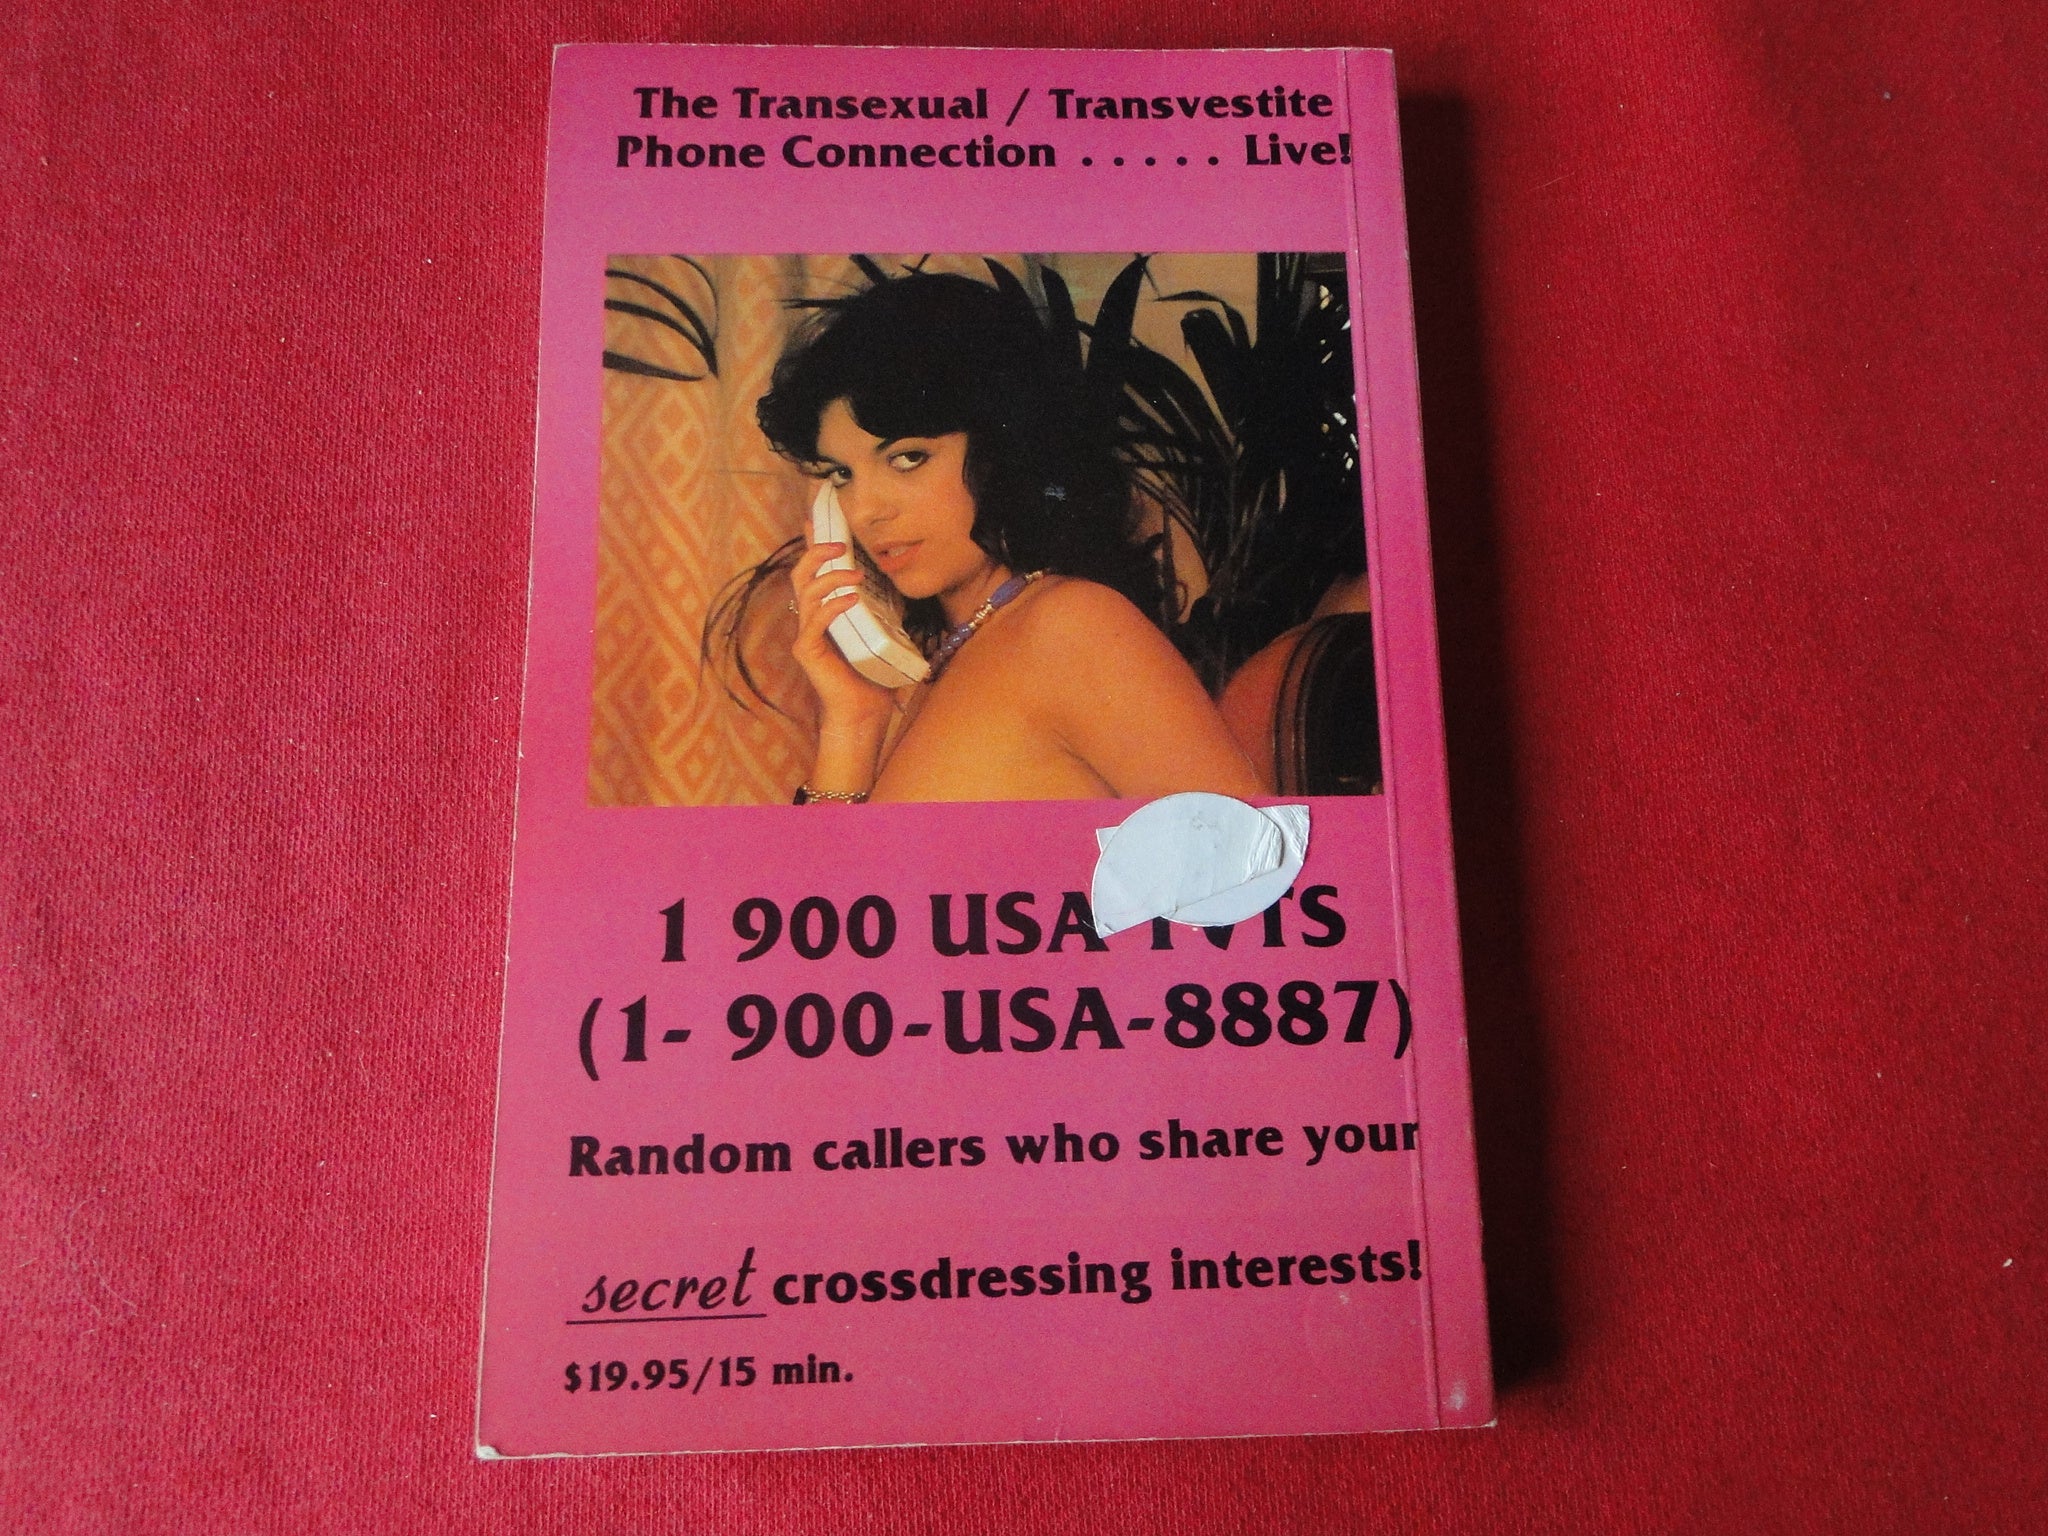 The Transexual / Transvestite
Phone Connection . . . . . Live!
1 900 USA TVTS
(1- 900-USA-8887)
Random callers who share your
secret crossdressing interests!
$19.95/15 min.